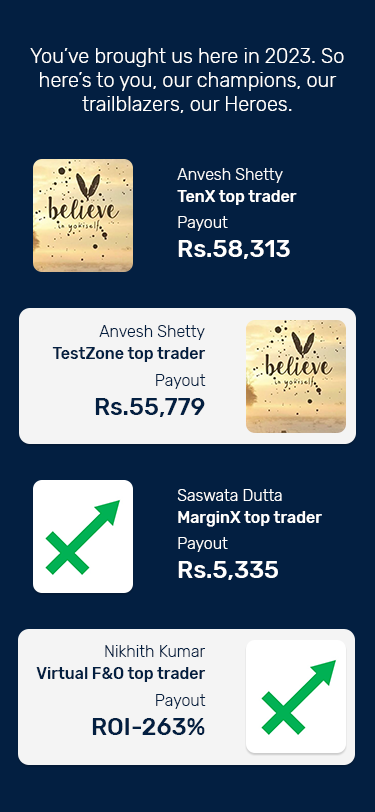 You've brought us here in 2023. So
here's to you, our champions, our
trailblazers, our Heroes.
believe
in yourself
Anvesh Shetty
TenX top trader
Payout
Rs.58,313
Anvesh Shetty
TestZone top trader
Payout
Rs.55,779
believe
in yourself
Saswata Dutta
MarginX top trader
Payout
Rs.5,335
Nikhith Kumar
Virtual F&O top trader
Payout
ROI-263%